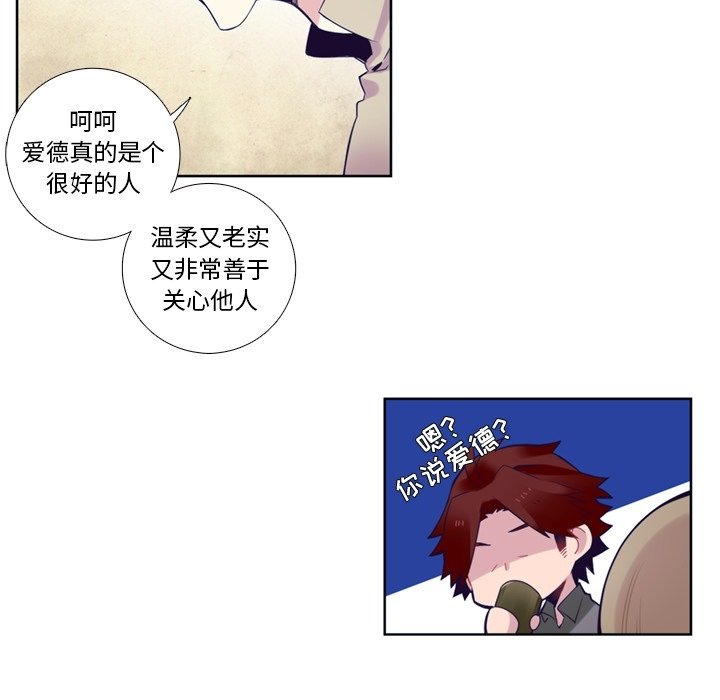 呵呵
爱德真的是个
很好的人
温柔又老实
又非常善于
关心他人
嗯?
你说爱德?